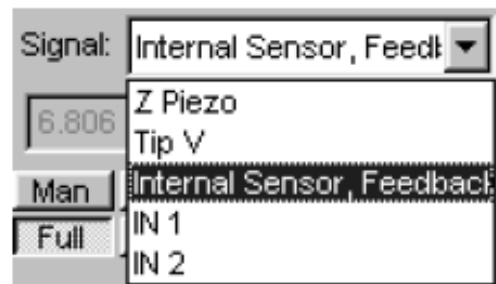 Signal: Internal Sensor, Feedb
Z Piezo
6.806
Tip V
Man Internal Sensor, Feedback
Full IN 1
IN 2